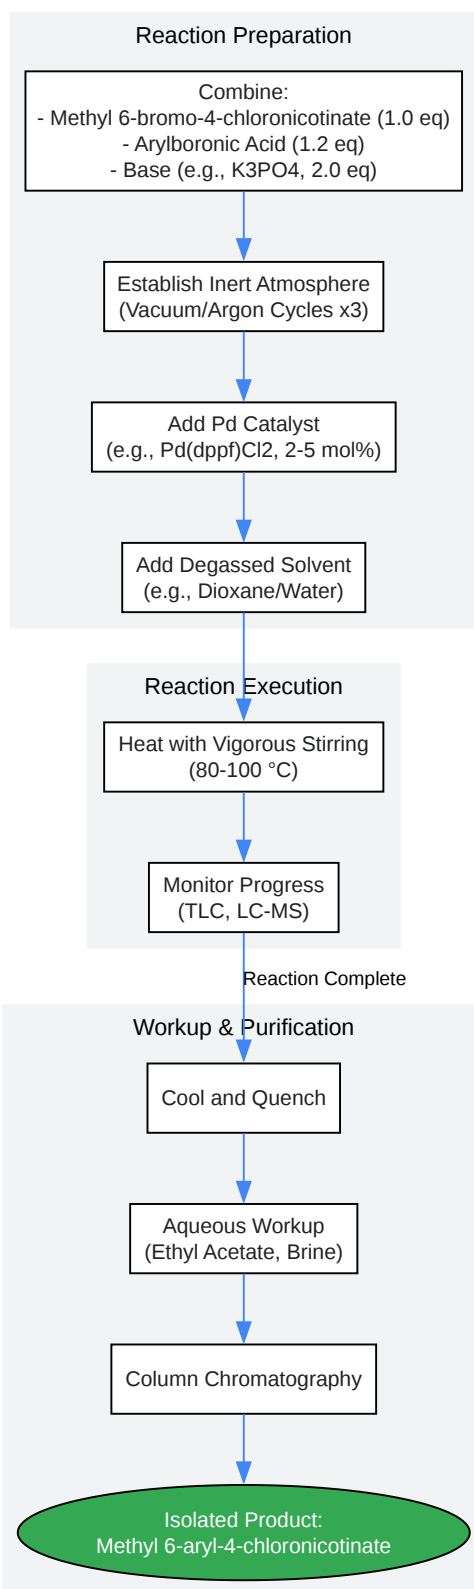 Reaction Preparation
Combine:
- Methyl 6-bromo-4-chloronicotinate (1.0 eq)
- Arylboronic Acid (1.2 eq)
- Base (e.g., K3PO4, 2.0 eq)
Establish Inert Atmosphere
(Vacuum/Argon Cycles x3)
Add Pd Catalyst
(e.g., Pd(dppf)Cl2, 2-5 mol%)
Add Degassed Solvent
(e.g., Dioxane/Water)
Reaction Execution
Heat with Vigorous Stirring
(80-100 °C)
Monitor Progress
(TLC, LC-MS)
Reaction Complete
Workup & Purification
Cool and Quench
Aqueous Workup
(Ethyl Acetate, Brine)
Column Chromatography
Isolated Product:
Methyl 6-aryl-4-chloronicotinate